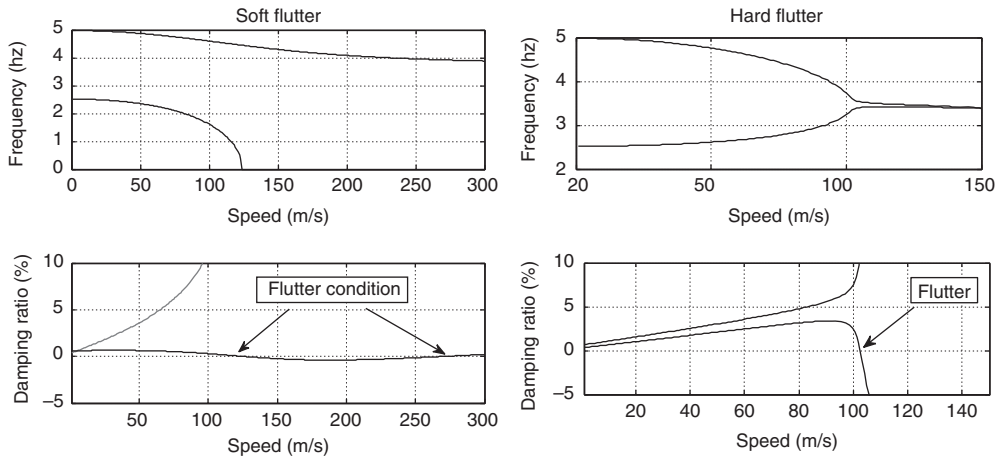 Soft flutter
Frequency (hz)
5
4
3
2
1
0
0 50 100 150 200 250 300
Speed (m/s)
Hard flutter
Frequency (hz)
5
4
3
2
20 50 100 150
Speed (m/s)
Damping ratio (%)
10
5
0
–5
Flutter condition
50 100 150 200 250 300
Speed (m/s)
Damping ratio (%)
10
5
0
–5
Flutter
20 40 60 80 100 120 140
Speed (m/s)